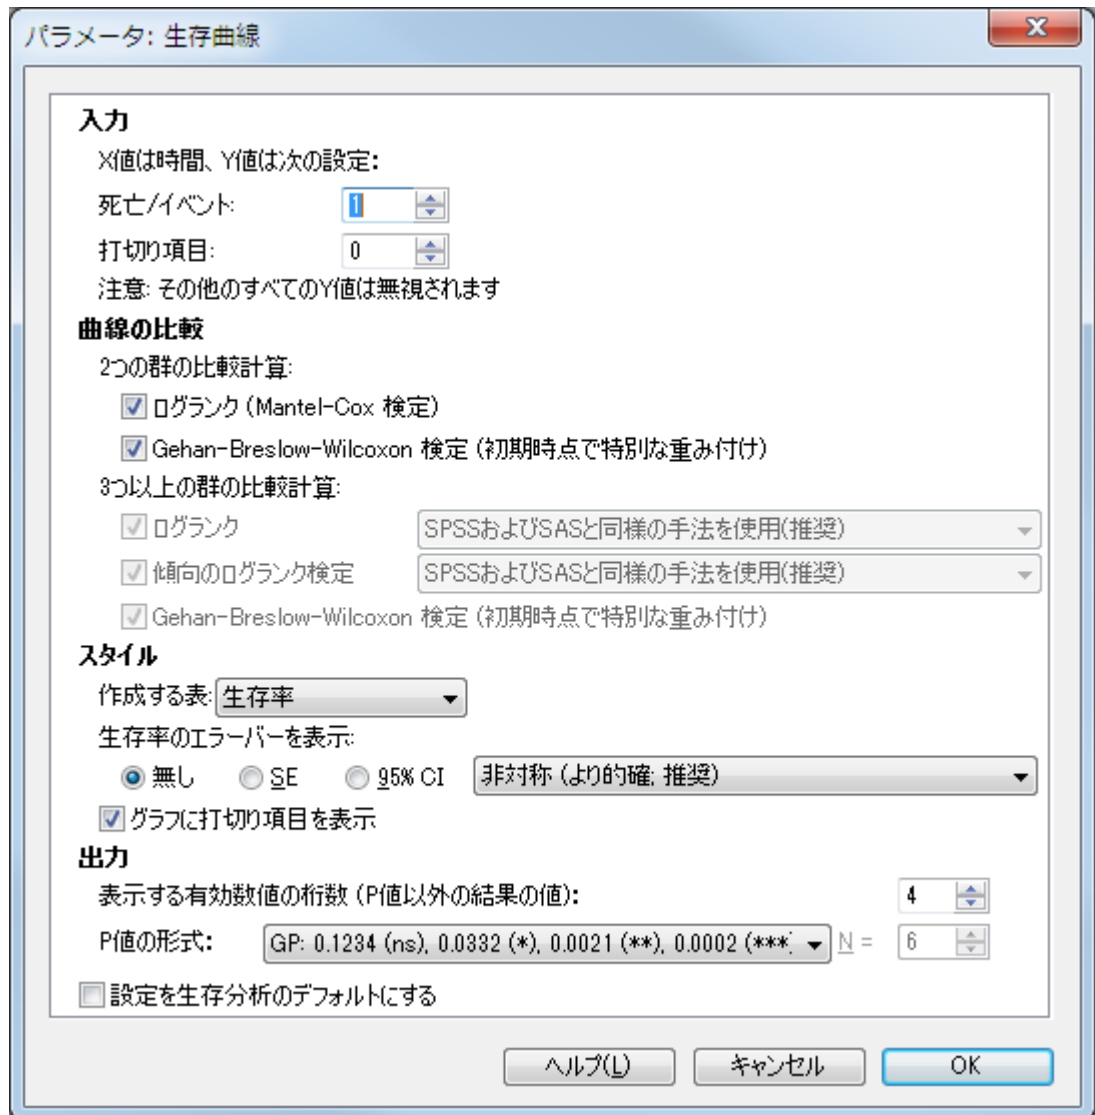 パラメータ: 生存曲線
入力
X値は時間、Y値は次の設定:
死亡/イベント: 1
打切り項目: 0
注意: その他のすべてのY値は無視されます
曲線の比較
2つの群の比較計算:
ログランク (Mantel-Cox 検定)
Gehan-Breslow-Wilcoxon 検定 (初期時点で特別な重み付け)
3つ以上の群の比較計算:
ログランク SPSSおよびSASと同様の手法を使用(推奨)
傾向のログランク検定 SPSSおよびSASと同様の手法を使用(推奨)
Gehan-Breslow-Wilcoxon 検定 (初期時点で特別な重み付け)
スタイル
作成する表: 生存率
生存率のエラーバーを表示:
無し SE 95% CI 非対称 (より的確; 推奨)
グラフに打切り項目を表示
出力
表示する有効数値の桁数 (P値以外の結果の値): 4
P値の形式: GP: 0.1234 (ns), 0.0332 (*), 0.0021 (**), 0.0002 (*** N = 6
設定を生存分析のデフォルトにする
ヘルプ(L) キャンセル OK